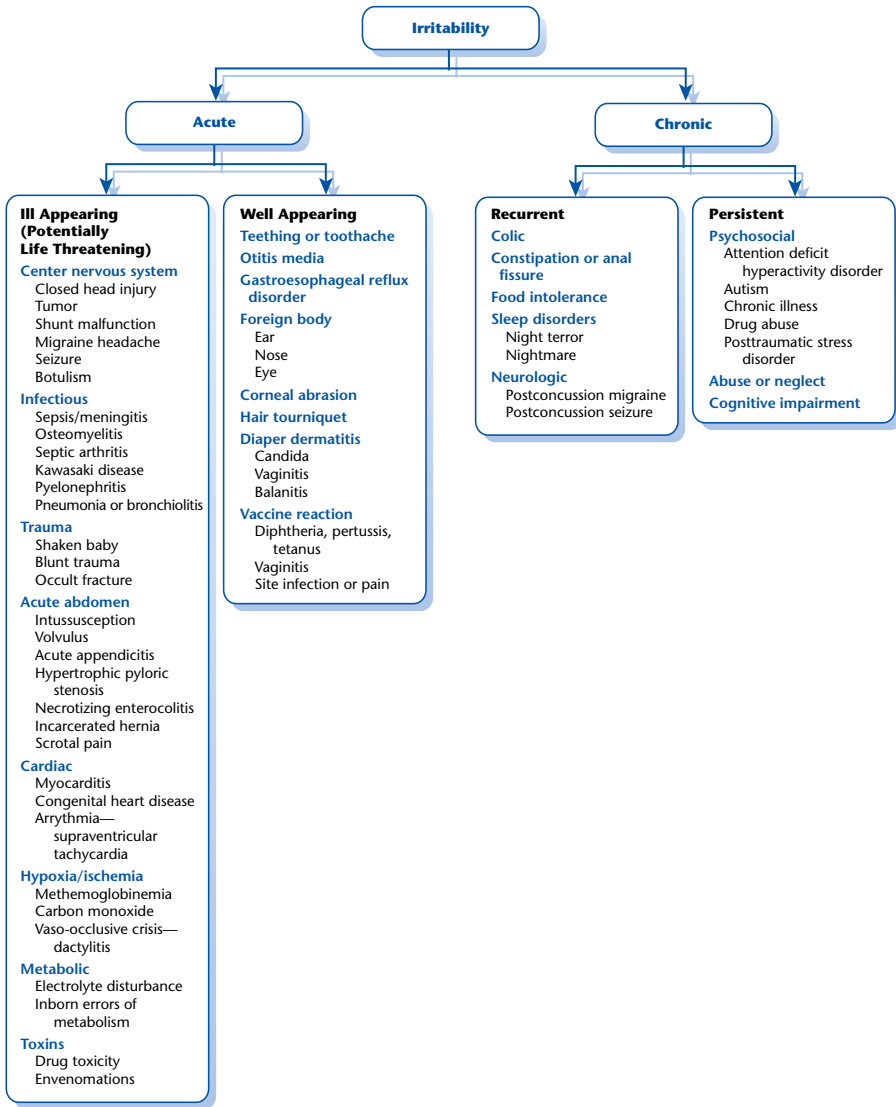 Irritability
Acute
Chronic
Ill Appearing
(Potentially
Life Threatening)
Center nervous system
Closed head injury
Tumor
Shunt malfunction
Migraine headache
Seizure
Botulism
Infectious
Sepsis/meningitis
Osteomyelitis
Septic arthritis
Kawasaki disease
Pyelonephritis
Pneumonia or bronchiolitis
Trauma
Shaken baby
Blunt trauma
Occult fracture
Acute abdomen
Intussusception
Volvulus
Acute appendicitis
Hypertrophic pyloric
stenosis
Necrotizing enterocolitis
Incarcerated hernia
Scrotal pain
Cardiac
Myocarditis
Congenital heart disease
Arrythmia—
supraventricular
tachycardia
Hypoxia/ischemia
Methemoglobinemia
Carbon monoxide
Vaso-occlusive crisis—
dactylitis
Metabolic
Electrolyte disturbance
Inborn errors of
metabolism
Toxins
Drug toxicity
Envenomations
Well Appearing
Teething or toothache
Otitis media
Gastroesophageal reflux
disorder
Foreign body
Ear
Nose
Eye
Corneal abrasion
Hair tourniquet
Diaper dermatitis
Candida
Vaginitis
Balanitis
Vaccine reaction
Diphtheria, pertussis,
tetanus
Vaginitis
Site infection or pain
Recurrent
Colic
Constipation or anal
fissure
Food intolerance
Sleep disorders
Night terror
Nightmare
Neurologic
Postconcussion migraine
Postconcussion seizure
Persistent
Psychosocial
Attention deficit
hyperactivity disorder
Autism
Chronic illness
Drug abuse
Posttraumatic stress
disorder
Abuse or neglect
Cognitive impairment